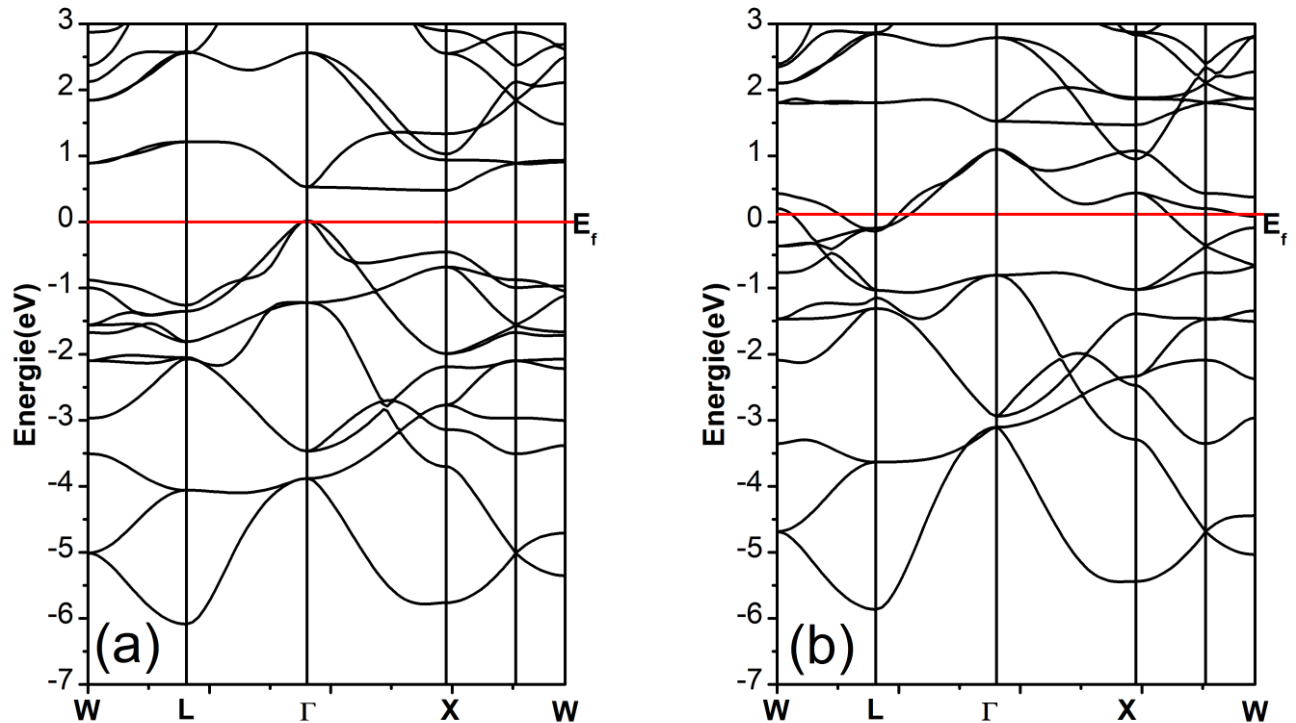 3
2
1
0
-1
-2
-3
-4
-5
-6
-7
Energie(eV)
(a)
E_f
W L Γ X W
3
2
1
0
-1
-2
-3
-4
-5
-6
-7
Energie(eV)
(b)
E_f
W L Γ X W